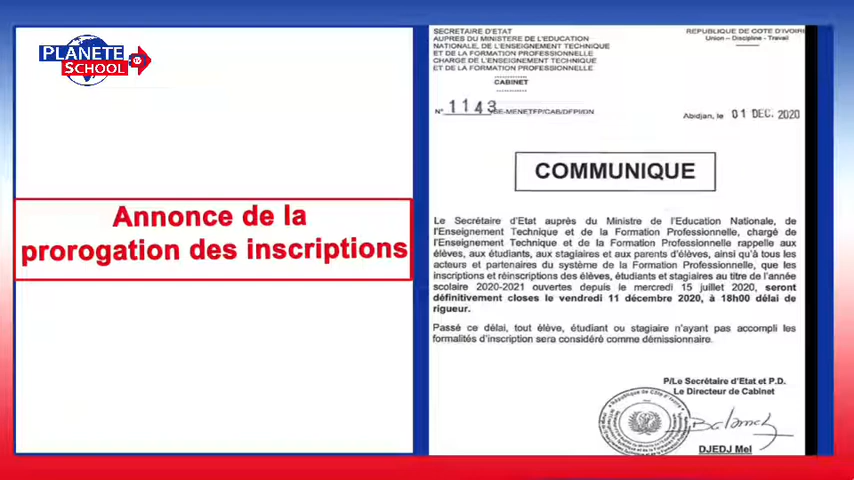 PLANETE
SCHOOL TV
Annonce de la
prorogation des inscriptions
SECRETAIRE D'ETAT
AUPRES DU MINISTERE DE L'EDUCATION
NATIONALE, DE L'ENSEIGNEMENT TECHNIQUE
ET DE LA FORMATION PROFESSIONNELLE
CHARGE DE L'ENSEIGNEMENT TECHNIQUE
ET DE LA FORMATION PROFESSIONNELLE
CABINET
REPUBLIQUE DE COTE D'IVOIRE
Union – Discipline - Travail
N° 1143
Abidjan, le 01 DEC. 2020
COMMUNIQUE
Le Secrétaire d'Etat auprès du Ministre de l'Education Nationale, de
l'Enseignement Technique et de la Formation Professionnelle, chargé de
l'Enseignement Technique et de la Formation Professionnelle rappelle aux
élèves, aux étudiants, aux stagiaires et aux parents d'élèves, ainsi qu'à tous les
acteurs et partenaires du système de la Formation Professionnelle, que les
inscriptions et réinscriptions des élèves, étudiants et stagiaires au titre de l'année
scolaire 2020-2021 ouvertes depuis le mercredi 15 juillet 2020, seront
définitivement closes le vendredi 11 décembre 2020, à 18h00 délai de
rigueur.
Passé ce délai, tout élève, étudiant ou stagiaire n'ayant pas accompli les
formalités d'inscription sera considéré comme démissionnaire.
P/Le Secrétaire d'Etat et P.D.
Le Directeur de Cabinet
DJEDJ Mel